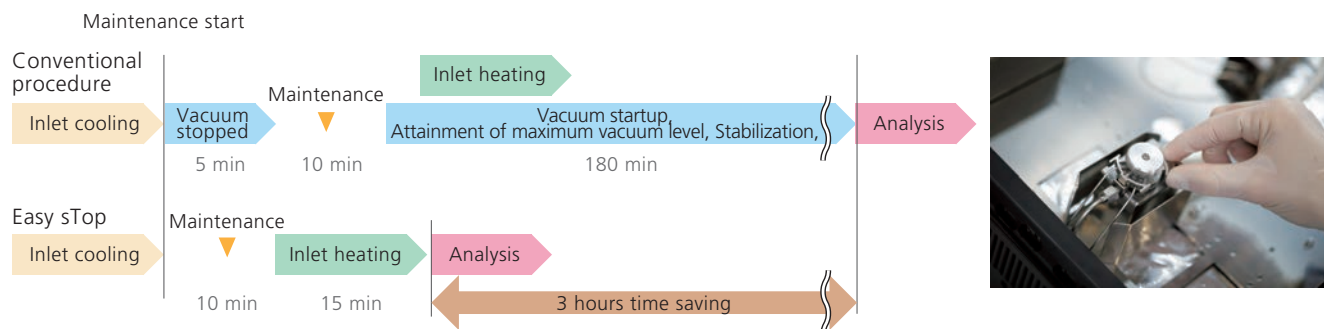 Maintenance start
Conventional
procedure
Inlet heating
Maintenance
Inlet cooling
Vacuum
stopped
Vacuum startup,
Attainment of maximum vacuum level, Stabilization,
Analysis
5 min
10 min
180 min
Easy sTop
Maintenance
Inlet cooling
Inlet heating
Analysis
10 min
15 min
3 hours time saving